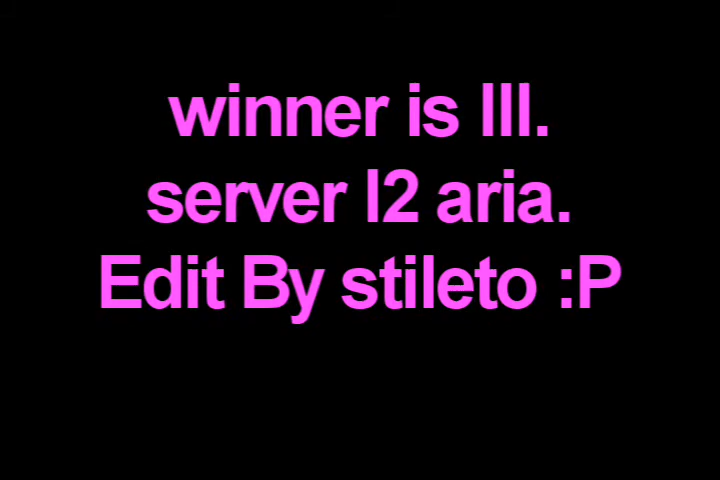 winner is lll.
server l2 aria.
Edit By stileto :P